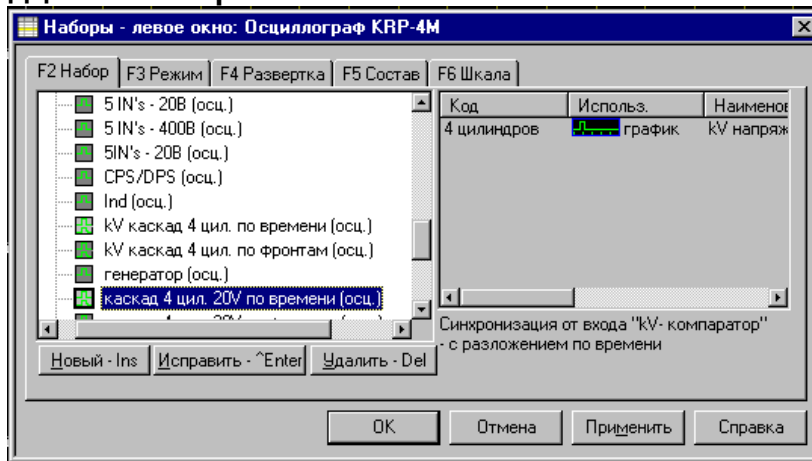 Наборы - левое окно: Осциллограф KRP-4M
F2 Набор
F3 Режим
F4 Развертка
F5 Состав
F6 Шкала
5 IN's - 20В (осц.)
5 IN's - 400В (осц.)
5IN's - 20В (осц.)
CPS/DPS (осц.)
Ind (осц.)
kV каскад 4 цил. по времени (осц.)
kV каскад 4 цил. по фронтам (осц.)
генератор (осц.)
каскад 4 цил. 20V по времени (осц.)
Код
Использ.
Наименов
4 цилиндров
график
kV напряж
Синхронизация от входа "kV- компаратор"
- с разложением по времени
Новый - Ins
Исправить - ^Enter
Удалить - Del
OK
Отмена
Применить
Справка